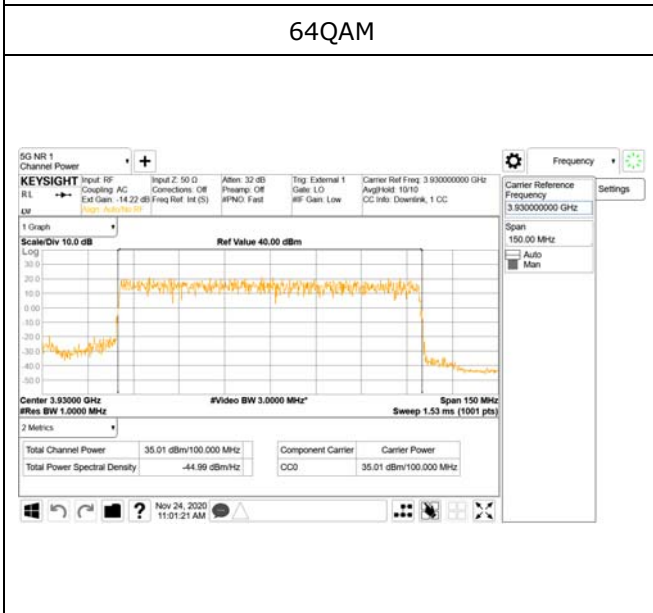 64QAM
5G NR 1
Channel Power
Frequency
KEYSIGHT
R L
Input: RF
Coupling: AC
Ext Gain: -14.22 dB
Align: Auto/No RF
Input Z: 50 Ω
Corrections: Off
Freq Ref: Int (S)
Atten: 32 dB
Preamp: Off
#PNO: Fast
Trig: External 1
Gate: LO
#IF Gain: Low
Carrier Ref Freq: 3.930000000 GHz
Avg|Hold: 10/10
CC Info: Downlink, 1 CC
Carrier Reference
Frequency
3.930000000 GHz
Settings
Span
150.00 MHz
Auto
Man
1 Graph
Scale/Div 10.0 dB
Ref Value 40.00 dBm
Log
30.0
20.0
10.0
0.00
-10.0
-20.0
-30.0
-40.0
-50.0
Center 3.93000 GHz
#Video BW 3.0000 MHz*
Span 150 MHz
#Res BW 1.0000 MHz
Sweep 1.53 ms (1001 pts)
2 Metrics
Total Channel Power 35.01 dBm/100.000 MHz
Total Power Spectral Density -44.99 dBm/Hz
Component Carrier Carrier Power
CC0 35.01 dBm/100.000 MHz
Nov 24, 2020
11:01:21 AM